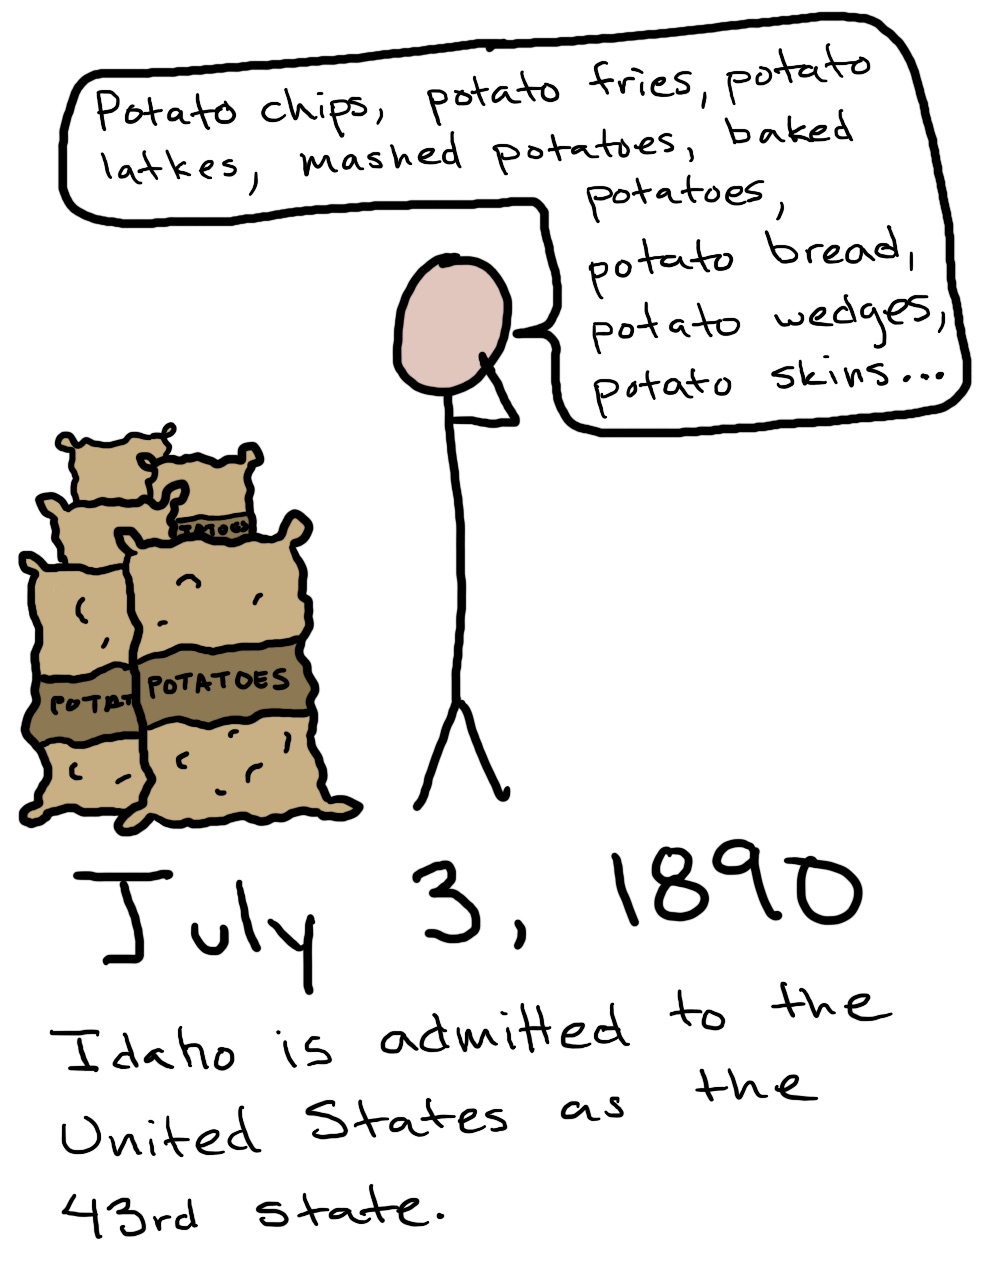 Potato chips, potato fries, potato
latkes, mashed potatoes, baked
potatoes,
potato bread,
potato wedges,
potato skins...
TATOES
POTAT
POTATOES
July 3, 1890
Idaho is admitted to the
United States as the
43rd state.